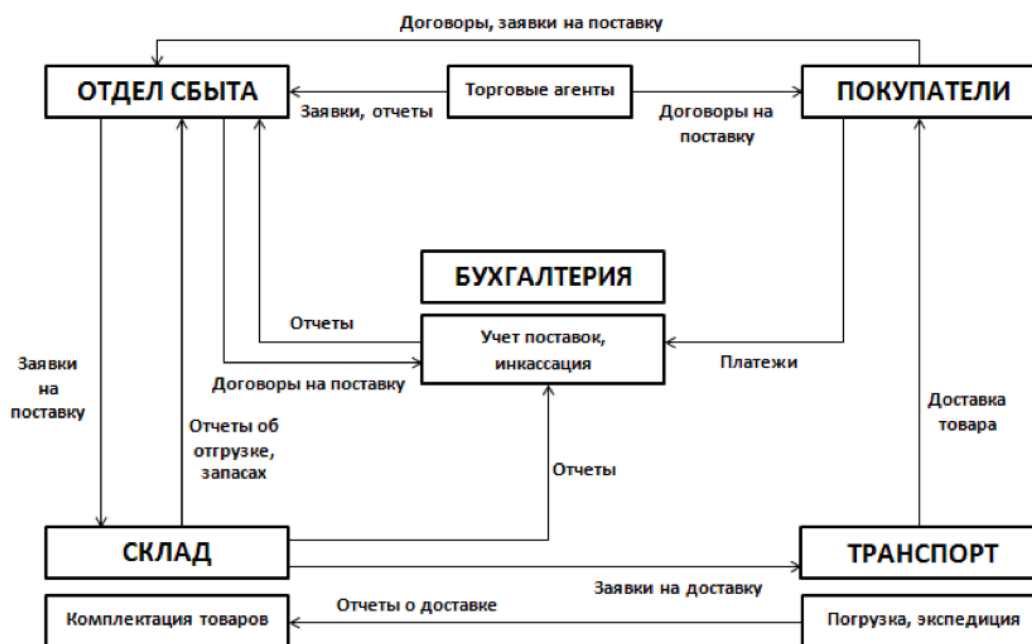 Договоры, заявки на поставку
ОТДЕЛ СБЫТА
Торговые агенты
ПОКУПАТЕЛИ
Заявки, отчеты
Договоры на
поставку
БУХГАЛТЕРИЯ
Отчеты
Учет поставок,
инкассация
Платежи
Заявки
на
поставку
Договоры на поставку
Отчеты об
отгрузке,
запасах
Доставка
товара
Отчеты
СКЛАД
ТРАНСПОРТ
Заявки на доставку
Комплектация товаров
Отчеты о доставке
Погрузка, экспедиция